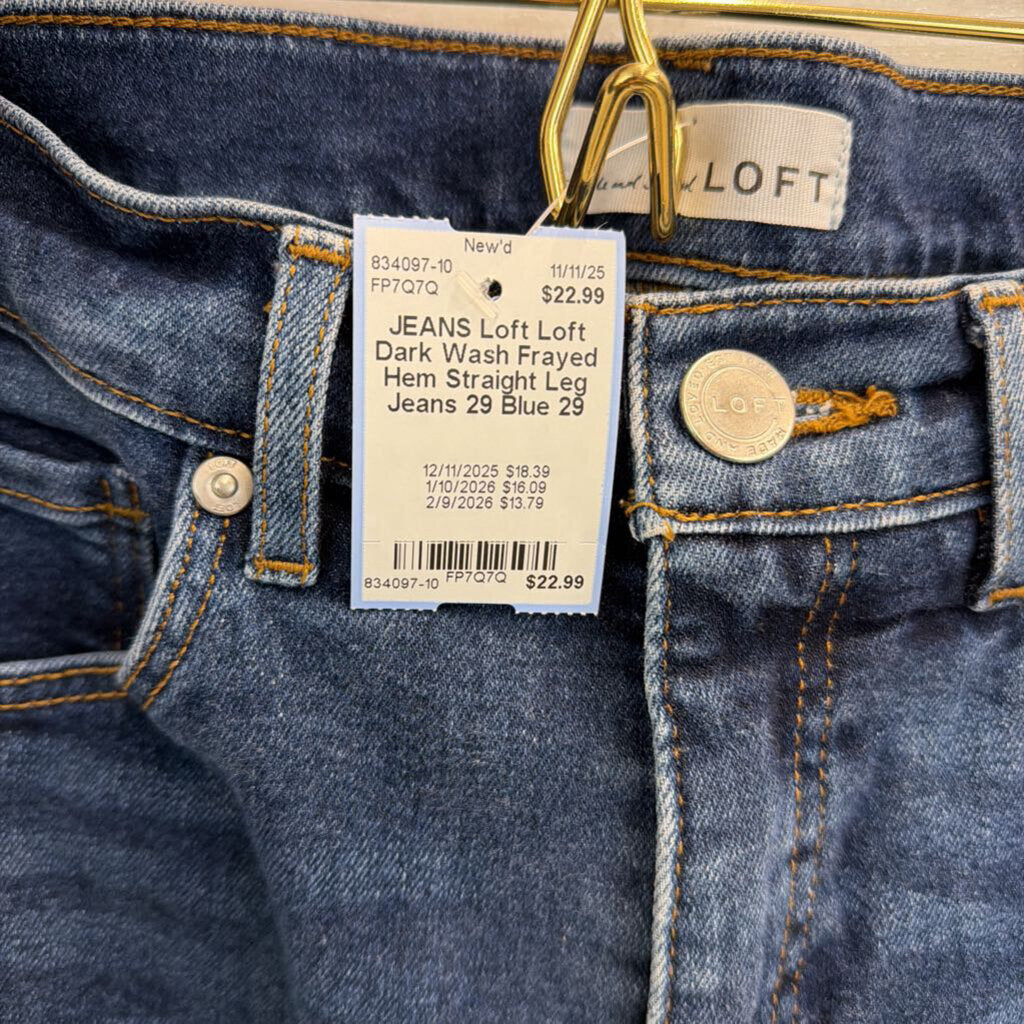 LOFT
New'd
834097-10 11/11/25
FP7Q7Q $22.99
JEANS Loft Loft
Dark Wash Frayed
Hem Straight Leg
Jeans 29 Blue 29
12/11/2025 $18.39
1/10/2026 $16.09
2/9/2026 $13.79
834097-10 FP7Q7Q $22.99
LOFT